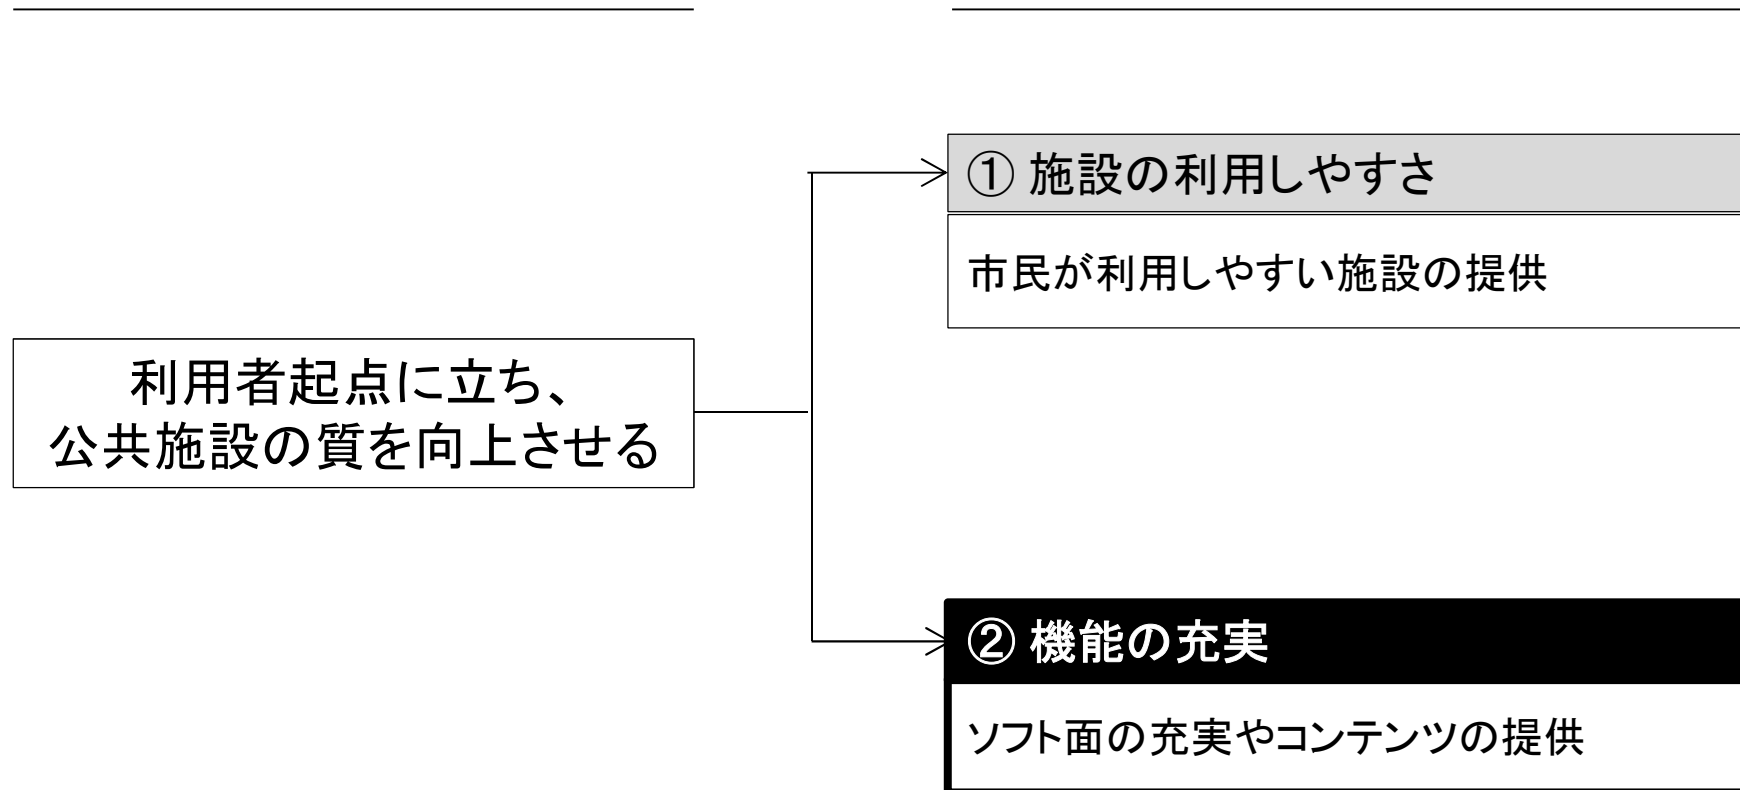 ① 施設の利用しやすさ
市民が利用しやすい施設の提供
利用者起点に立ち、
公共施設の質を向上させる
② 機能の充実
ソフト面の充実やコンテンツの提供